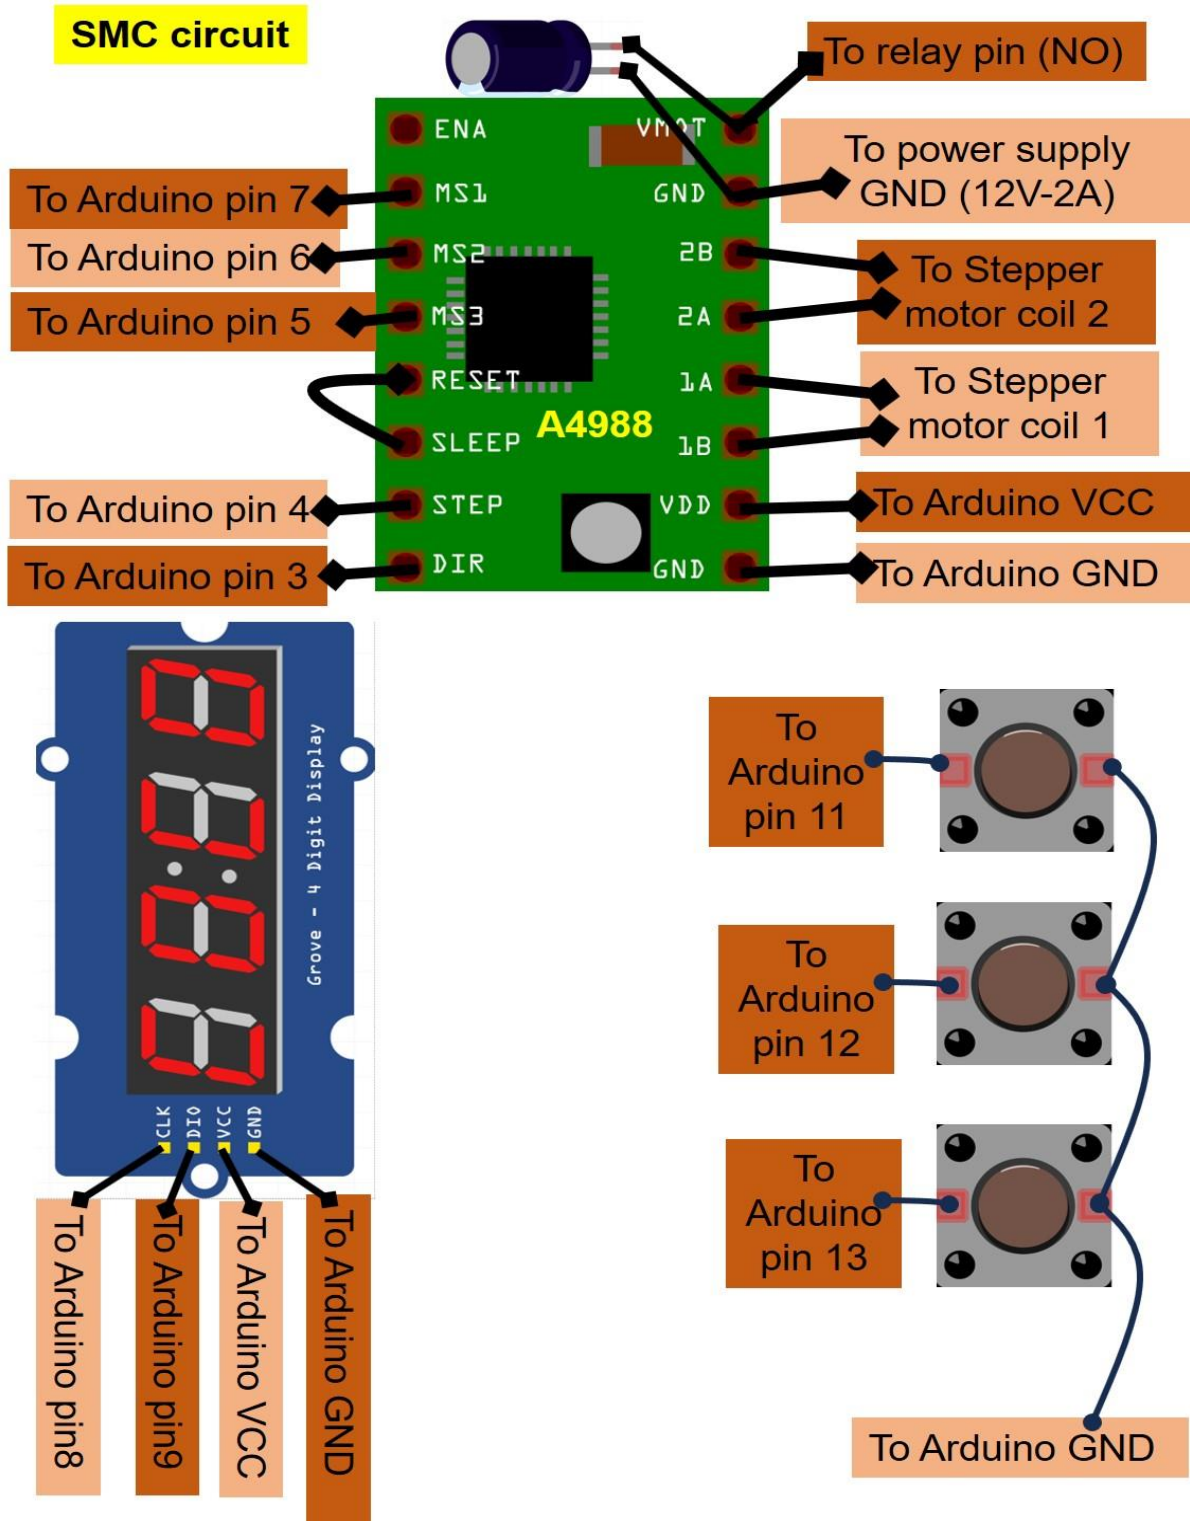 SMC circuit
To relay pin (NO)
ENA
VMOT
To power supply
GND (12V-2A)
To Arduino pin 7
MS1
GND
To Arduino pin 6
MS2
2B
To Stepper
motor coil 2
To Arduino pin 5
MS3
2A
RESET
1A
To Stepper
motor coil 1
A4988
SLEEP
1B
To Arduino pin 4
STEP
VDD
To Arduino VCC
To Arduino pin 3
DIR
GND
To Arduino GND
Grove - 4 Digit Display
CLK
DIO
VCC
GND
To Arduino pin8
To Arduino pin9
To Arduino VCC
To Arduino GND
To
Arduino
pin 11
To
Arduino
pin 12
To
Arduino
pin 13
To Arduino GND